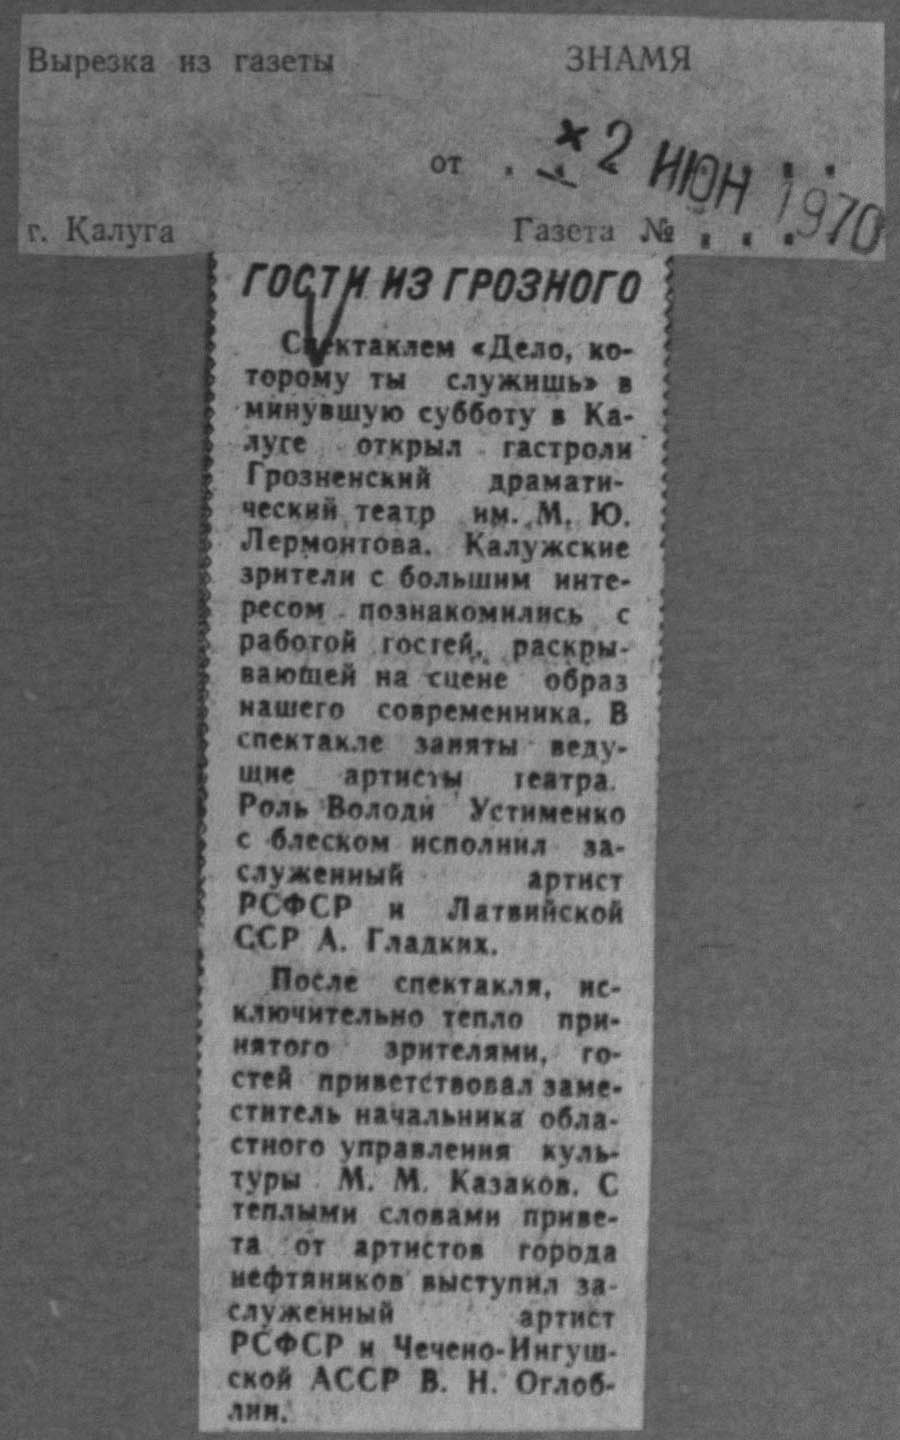 Вырезка из газеты ЗНАМЯ
от . . 2 ИЮН 1970
г. Калуга Газета № . . .
ГОСТИ ИЗ ГРОЗНОГО
Спектаклем «Дело, ко-
торому ты служишь» в
минувшую субботу в Ка-
луге открыл гастроли
Грозненский драмати-
ческий театр им. М. Ю.
Лермонтова. Калужские
зрители с большим инте-
ресом познакомились с
работой гостей, раскры-
вающей на сцене образ
нашего современника. В
спектакле заняты веду-
щие артисты театра.
Роль Володи Устименко
с блеском исполнил за-
служенный артист
РСФСР и Латвийской
ССР А. Гладких.
После спектакля, ис-
ключительно тепло при-
нятого зрителями, го-
стей приветствовал заме-
ститель начальника обла-
стного управления куль-
туры М. М. Казаков. С
теплыми словами приве-
та от артистов города
нефтяников выступил за-
служенный артист
РСФСР и Чечено-Ингуш-
ской АССР В. Н. Оглоб-
лин.